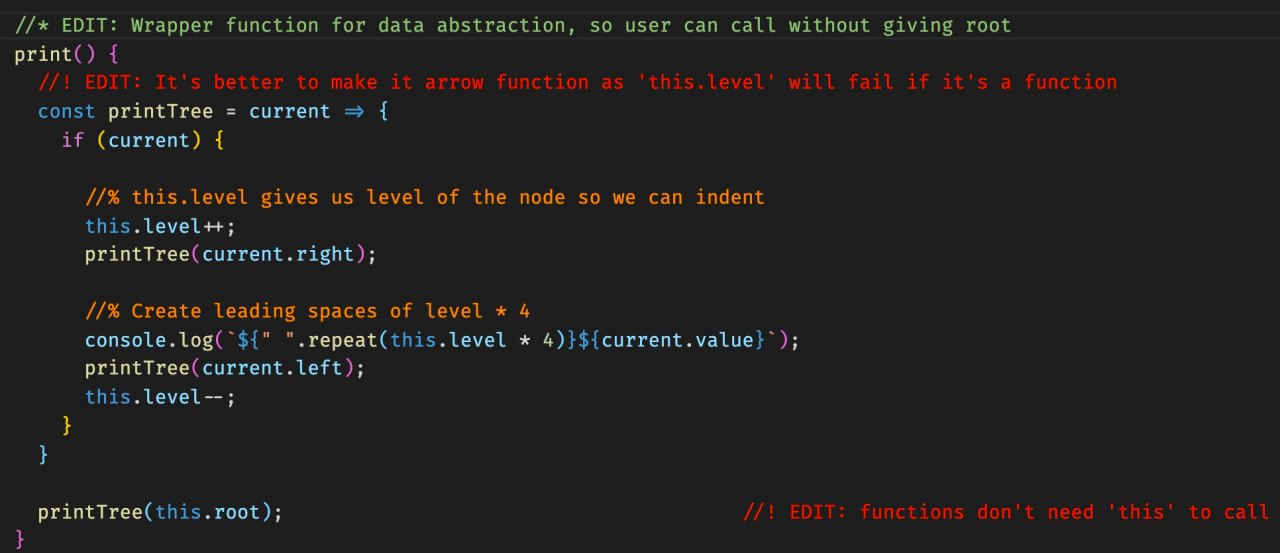 //* EDIT: Wrapper function for data abstraction, so user can call without giving root
print() {
//! EDIT: It's better to make it arrow function as 'this.level' will fail if it's a function
const printTree = current => {
if (current) {
//% this.level gives us level of the node so we can indent
this.level++;
printTree(current.right);
//% Create leading spaces of level * 4
console.log(`${" ".repeat(this.level * 4)}${current.value}`);
printTree(current.left);
this.level--;
}
}
printTree(this.root); //! EDIT: functions don't need 'this' to call
}